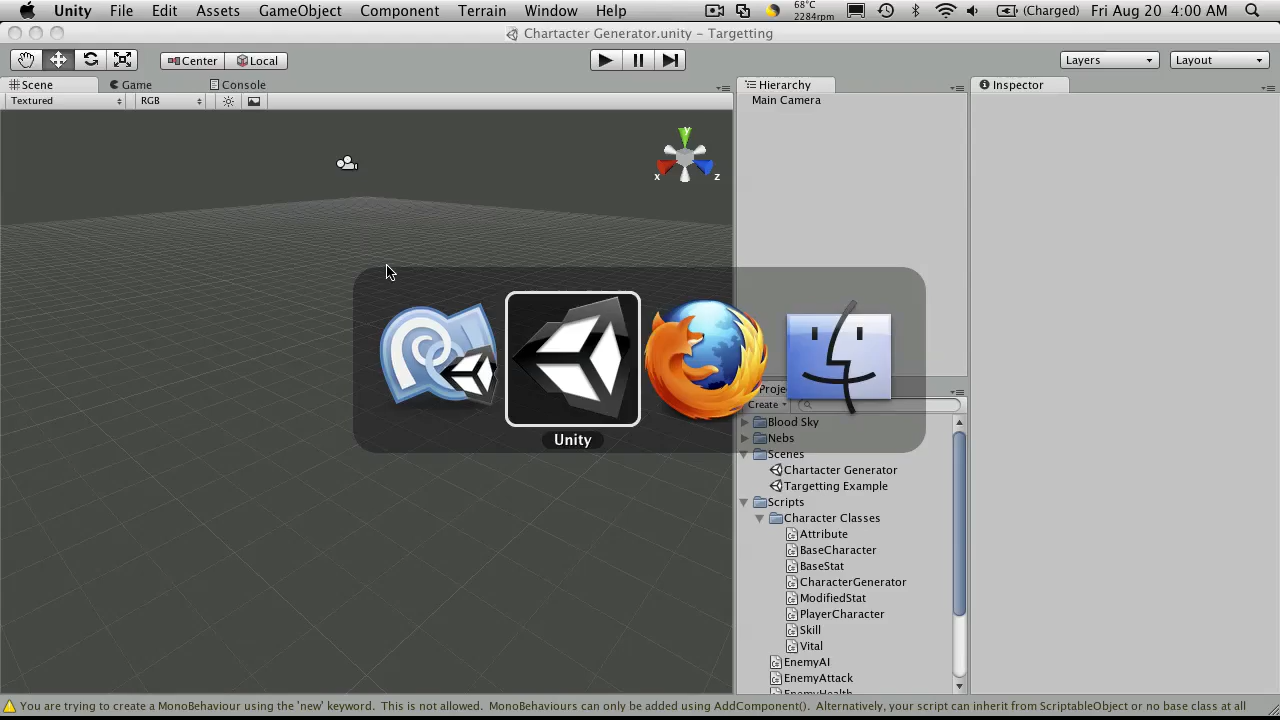 Unity File Edit Assets GameObject Component Terrain Window Help 68°C 2284rpm (Charged) Fri Aug 20 4:00 AM
Chartacter Generator.unity – Targetting
Center Local Layers Layout
Scene Game Console Hierarchy Inspector
Textured RGB Main Camera
y
x z
Unity
Proje
Create
Blood Sky
Nebs
Scenes
Chartacter Generator
Targetting Example
Scripts
Character Classes
Attribute
BaseCharacter
BaseStat
CharacterGenerator
ModifiedStat
PlayerCharacter
Skill
Vital
EnemyAI
EnemyAttack
EnemyHealth
You are trying to create a MonoBehaviour using the 'new' keyword. This is not allowed. MonoBehaviours can only be added using AddComponent(). Alternatively, your script can inherit from ScriptableObject or no base class at all